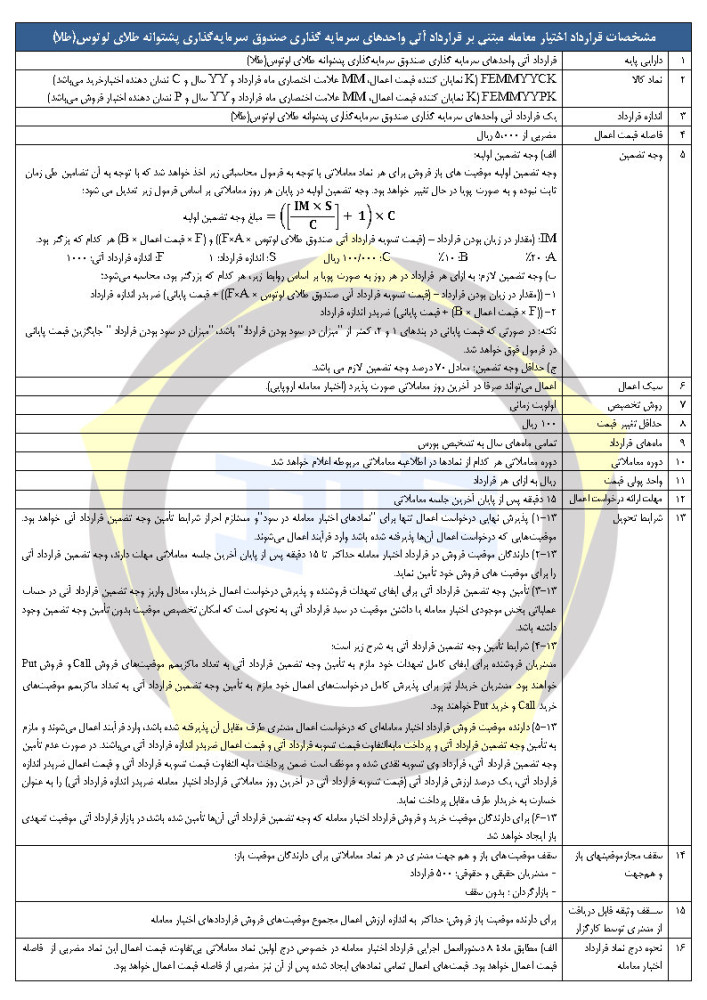 مشخصات قرارداد اختیار معامله مبتنی بر قرارداد آتی واحدهای سرمایه گذاری صندوق سرمایه‌گذاری پشتوانه طلای لوتوس(طلا)
۱ دارایی پایه قرارداد آتی واحدهای سرمایه گذاری صندوق سرمایه‌گذاری پشتوانه طلای لوتوس(طلا)
۲ نماد کالا FEMMYYCK (K نمایان کننده قیمت اعمال، MM علامت اختصاری ماه قرارداد و YY سال و C نشان دهنده اختیارخرید می‌باشد)
FEMMYYPK (K نمایان کننده قیمت اعمال، MM علامت اختصاری ماه قرارداد و YY سال و P نشان دهنده اختیار فروش می‌باشد)
۳ اندازه قرارداد یک قرارداد آتی واحدهای سرمایه گذاری صندوق سرمایه‌گذاری پشتوانه طلای لوتوس(طلا)
۴ فاصله قیمت اعمال مضربی از ۵،۰۰۰ ریال
۵ وجه تضمین الف) وجه تضمین اولیه:
وجه تضمین اولیه موقعیت های باز فروش برای هر نماد معاملاتی با توجه به فرمول محاسباتی زیر اخذ خواهد شد که با توجه به آن تضامین طی زمان
ثابت نبوده و به صورت پویا در حال تغییر خواهد بود. وجه تضمین اولیه در پایان هر روز معاملاتی بر اساس فرمول زیر تعدیل می شود:
مبلغ وجه تضمین اولیه = ([IM × S / C] + 1) × C
IM: (مقدار در زیان بودن قرارداد – (قیمت تسویه قرارداد آتی صندوق طلای لوتوس × F×A)) و (F × قیمت اعمال × B) هر کدام که بزگتر بود.
A: ۲۰٪ B: ۱۰٪ C: ۱۰۰/۰۰۰ ریال S: اندازه قرارداد: ۱ F: اندازه قرارداد آتی: ۱۰۰۰
ب) وجه تضمین لازم: به ازای هر قرارداد در هر روز به صورت پویا بر اساس روابط زیر، هر کدام که بزرگتر بود، محاسبه می‌شود:
۱- ((مقدار در زیان بودن قرارداد – (قیمت تسویه قرارداد آتی صندوق طلای لوتوس × F×A)) + قیمت پایانی) ضربدر اندازه قرارداد
۲- ((F × قیمت اعمال × B) + قیمت پایانی) ضربدر اندازه قرارداد
نکته: در صورتی که قیمت پایانی در بندهای ۱ و ۲، کمتر از "میزان در سود بودن قرارداد" باشد، "میزان در سود بودن قرارداد " جایگزین قیمت پایانی
در فرمول فوق خواهد شد.
ج) حداقل وجه تضمین: معادل ۷۰ درصد وجه تضمین لازم می باشد.
۶ سبک اعمال اعمال می‌تواند صرفا در آخرین روز معاملاتی صورت پذیرد (اختیار معامله اروپایی).
۷ روش تخصیص اولویت زمانی
۸ حداقل تغییر قیمت ۱۰۰ ریال
۹ ماه‌های قرارداد تمامی ماه‌های سال به تشخیص بورس
۱۰ دوره معاملاتی دوره معاملاتی هر کدام از نمادها در اطلاعیه معاملاتی مربوطه اعلام خواهد شد.
۱۱ واحد پولی قیمت ریال به ازای هر قرارداد
۱۲ مهلت ارائه درخواست اعمال ۱۵ دقیقه پس از پایان آخرین جلسه معاملاتی
۱۳ شرایط تحویل ۱۳-۱) پذیرش نهایی درخواست اعمال تنها برای "نمادهای اختیار معامله در سود"و مستلزم احراز شرایط تأمین وجه تضمین قرارداد آتی خواهد بود.
موقعیت‌هایی که درخواست اعمال آن‌ها پذیرفته شده باشد وارد فرآیند اعمال می‌شوند.
۱۳-۲) دارندگان موقعیت فروش در قرارداد اختیار معامله حداکثر تا ۱۵ دقیقه پس از پایان آخرین جلسه معاملاتی مهلت دارند، وجه تضمین قرارداد آتی
را برای موقعیت های فروش خود تأمین نماید.
۱۳-۳) تأمین وجه تضمین قرارداد آتی برای ایفای تعهدات فروشنده و پذیرش درخواست اعمال خریدار، معادل واریز وجه تضمین قرارداد آتی در حساب
عملیاتی بخش موجودی اختیار معامله یا داشتن موقعیت در سبد قرارداد آتی به نحوی است که امکان تخصیص موقعیت بدون تأمین وجه تضمین وجود
داشته باشد.
۱۳-۴) شرایط تأمین وجه تضمین قرارداد آتی به شرح زیر است:
مشتریان فروشنده برای ایفای کامل تعهدات خود ملزم به تأمین وجه تضمین قرارداد آتی به تعداد ماکزیمم موقعیت‌های فروش Call و فروش Put
خواهند بود. مشتریان خریدار نیز برای پذیرش کامل درخواست‌های اعمال خود ملزم به تأمین وجه تضمین قرارداد آتی به تعداد ماکزیمم موقعیت‌های
خرید Call و خرید Put خواهند بود.
۱۳-۵) دارنده موقعیت فروش قرارداد اختیار معامله‌ای که درخواست اعمال مشتری طرف مقابل آن پذیرفته شده باشد، وارد فرآیند اعمال می‌شوند و ملزم
به تأمین وجه تضمین قرارداد آتی و پرداخت مابه‌التفاوت قیمت تسویه قرارداد آتی و قیمت اعمال ضربدر اندازه قرارداد آتی می‌باشند. در صورت عدم تأمین
وجه تضمین قرارداد آتی، قرارداد وی تسویه نقدی شده و موظف است ضمن پرداخت مابه التفاوت قیمت تسویه قرارداد آتی و قیمت اعمال ضربدر اندازه
قرارداد آتی، یک درصد ارزش قرارداد آتی (قیمت تسویه قرارداد آتی در آخرین روز معاملاتی قرارداد اختیار معامله ضربدر اندازه قرارداد آتی) را به عنوان
خسارت به خریدار طرف مقابل پرداخت نماید.
۱۳-۶) برای دارندگان موقعیت خرید و فروش قرارداد اختیار معامله که وجه تضمین قرارداد آتی آن‌ها تأمین شده باشد، در بازار قرارداد آتی موقعیت تعهدی
باز ایجاد خواهد شد.
۱۴ سقف مجازموقعیتهای باز و هم‌جهت سقف موقعیت‌های باز و هم جهت مشتری در هر نماد معاملاتی برای دارندگان موقعیت باز:
- مشتریان حقیقی و حقوقی: ۵۰۰ قرارداد
- بازارگردان : بدون سقف
۱۵ سقف وثیقه قابل دریافت از مشتری توسط کارگزار برای دارنده موقعیت باز فروش: حداکثر به اندازه ارزش اعمال مجموع موقعیت‌های فروش قراردادهای اختیار معامله
۱۶ نحوه درج نماد قرارداد اختیار معامله الف) مطابق مادهٔ ۸ دستورالعمل اجرایی قرارداد اختیار معامله در خصوص درج اولین نماد معاملاتی بی‌تفاوت، قیمت اعمال این نماد مضربی از فاصله
قیمت اعمال خواهد بود. قیمت‌های اعمال تمامی نمادهای ایجاد شده پس از آن نیز مضربی از فاصله قیمت اعمال خواهد بود.